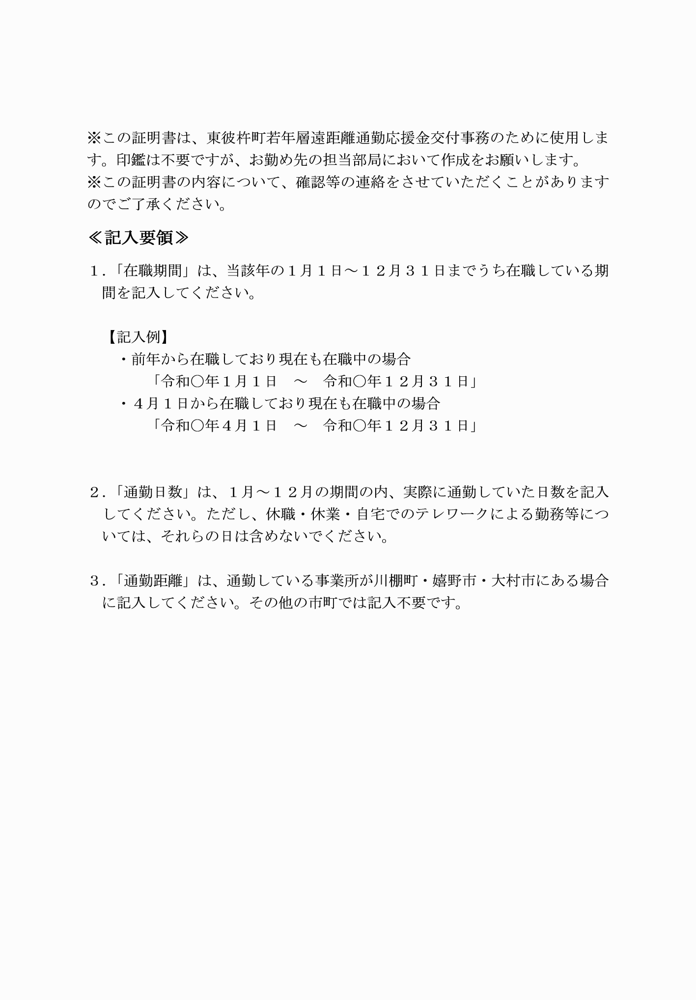 ※この証明書は、東彼杵町若年層遠距離通勤応援金交付事務のために使用しま
す。印鑑は不要ですが、お勤め先の担当部局において作成をお願いします。
※この証明書の内容について、確認等の連絡をさせていただくことがあります
のでご了承ください。
≪記入要領≫
１．「在職期間」は、当該年の１月１日～１２月３１日までうち在職している期
間を記入してください。
【記入例】
・前年から在職しており現在も在職中の場合
「令和〇年１月１日　～　令和〇年１２月３１日」
・４月１日から在職しており現在も在職中の場合
「令和〇年４月１日　～　令和〇年１２月３１日」
２．「通勤日数」は、１月～１２月の期間の内、実際に通勤していた日数を記入
してください。ただし、休職・休業・自宅でのテレワークによる勤務等につ
いては、それらの日は含めないでください。
３．「通勤距離」は、通勤している事業所が川棚町・嬉野市・大村市にある場合
に記入してください。その他の市町では記入不要です。